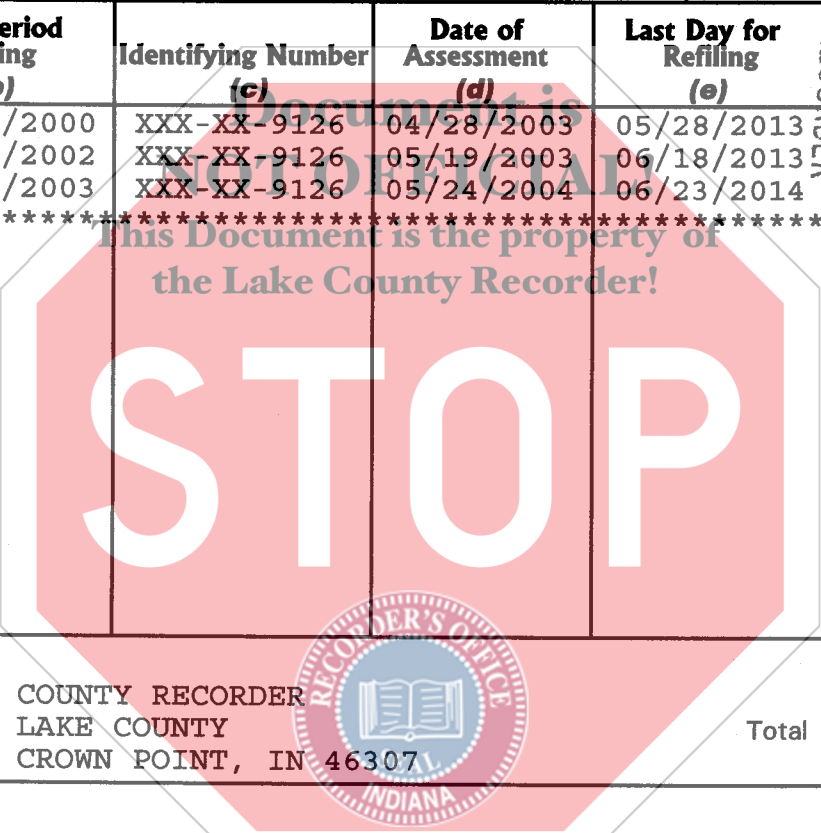 eriod Identifying Number Date of Last Day for
ing (c) Assessment Refiling
) (d) (e)
/2000 XXX-XX-9126 04/28/2003 05/28/2013
/2002 XXX-XX-9126 05/19/2003 06/18/2013
/2003 XXX-XX-9126 05/24/2004 06/23/2014
Document is
NOT OFFICIAL
This Document is the property of
the Lake County Recorder!
STOP
COUNTY RECORDER
LAKE COUNTY
CROWN POINT, IN 46307
Total
RECORDER'S OFFICE
SEAL
INDIANA